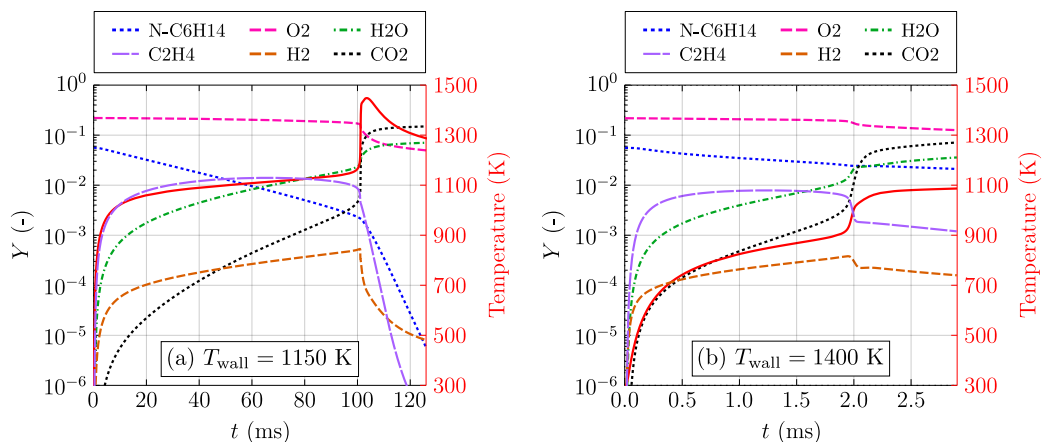 N-C6H14 O2 H2O
C2H4 H2 CO2
10^0
10^−1
10^−2
10^−3
10^−4
10^−5
10^−6
Y (-)
1500
1300
1100
900
700
500
300
Temperature (K)
(a) T_wall = 1150 K
0 20 40 60 80 100 120
t (ms)
N-C6H14 O2 H2O
C2H4 H2 CO2
10^0
10^−1
10^−2
10^−3
10^−4
10^−5
10^−6
Y (-)
1500
1300
1100
900
700
500
300
Temperature (K)
(b) T_wall = 1400 K
0.0 0.5 1.0 1.5 2.0 2.5
t (ms)